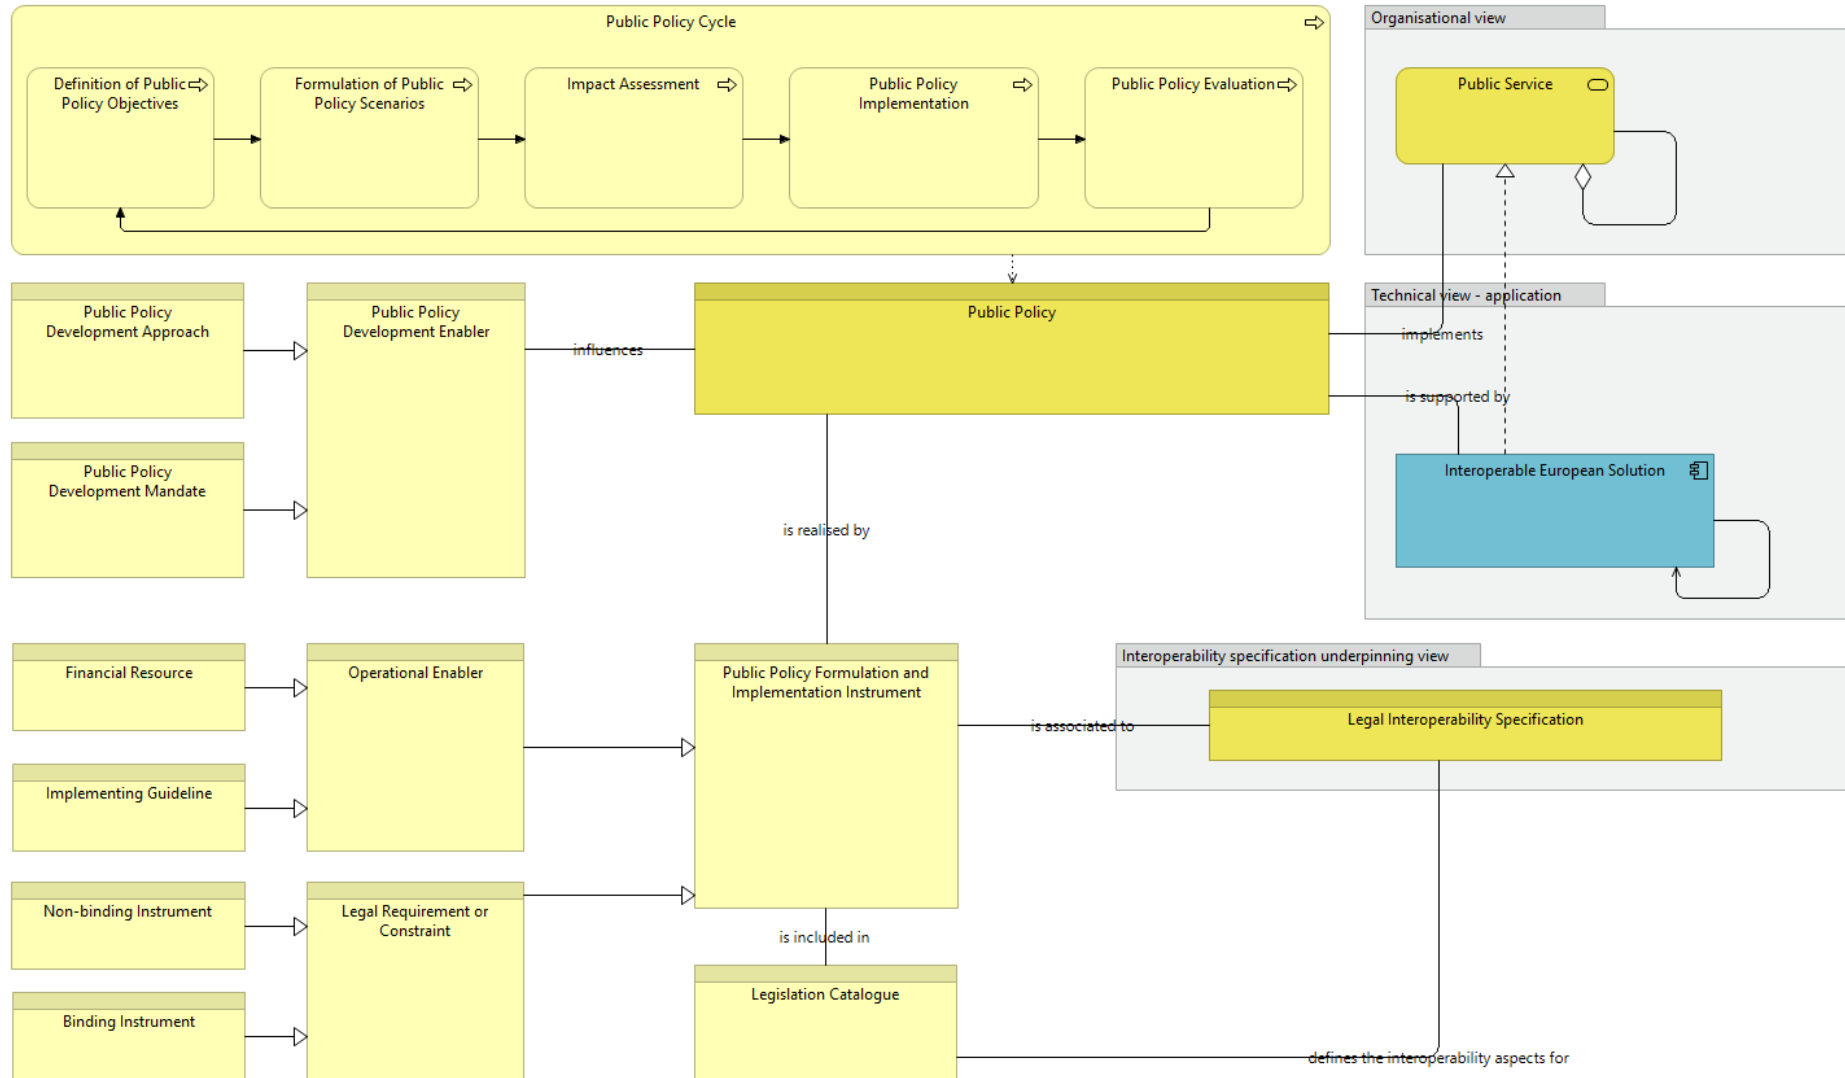 Public Policy Cycle
Organisational view
Definition of Public
Policy Objectives
Formulation of Public
Policy Scenarios
Impact Assessment
Public Policy
Implementation
Public Policy Evaluation
Public Service
Public Policy
Development Approach
Public Policy
Development Enabler
influences
Public Policy
Technical view - application
implements
is supported by
Public Policy
Development Mandate
Interoperable European Solution
is realised by
Financial Resource
Operational Enabler
Public Policy Formulation and
Implementation Instrument
Interoperability specification underpinning view
is associated to
Legal Interoperability Specification
Implementing Guideline
Non-binding Instrument
Legal Requirement or
Constraint
is included in
Legislation Catalogue
Binding Instrument
defines the interoperability aspects for